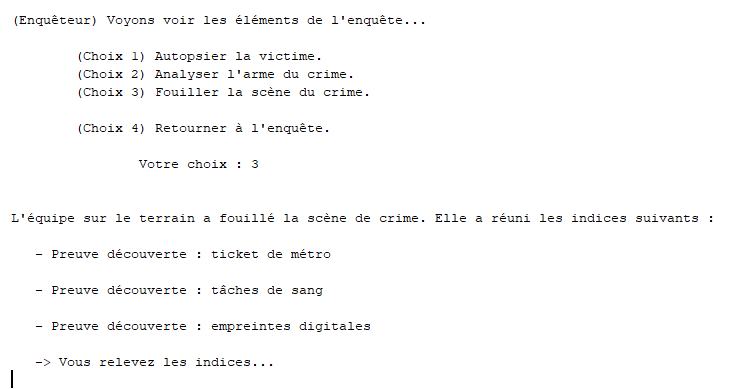 (Enquêteur) Voyons voir les éléments de l'enquête...
(Choix 1) Autopsier la victime.
(Choix 2) Analyser l'arme du crime.
(Choix 3) Fouiller la scène du crime.
(Choix 4) Retourner à l'enquête.
Votre choix : 3
L'équipe sur le terrain a fouillé la scène de crime. Elle a réuni les indices suivants :
- Preuve découverte : ticket de métro
- Preuve découverte : tâches de sang
- Preuve découverte : empreintes digitales
-> Vous relevez les indices...